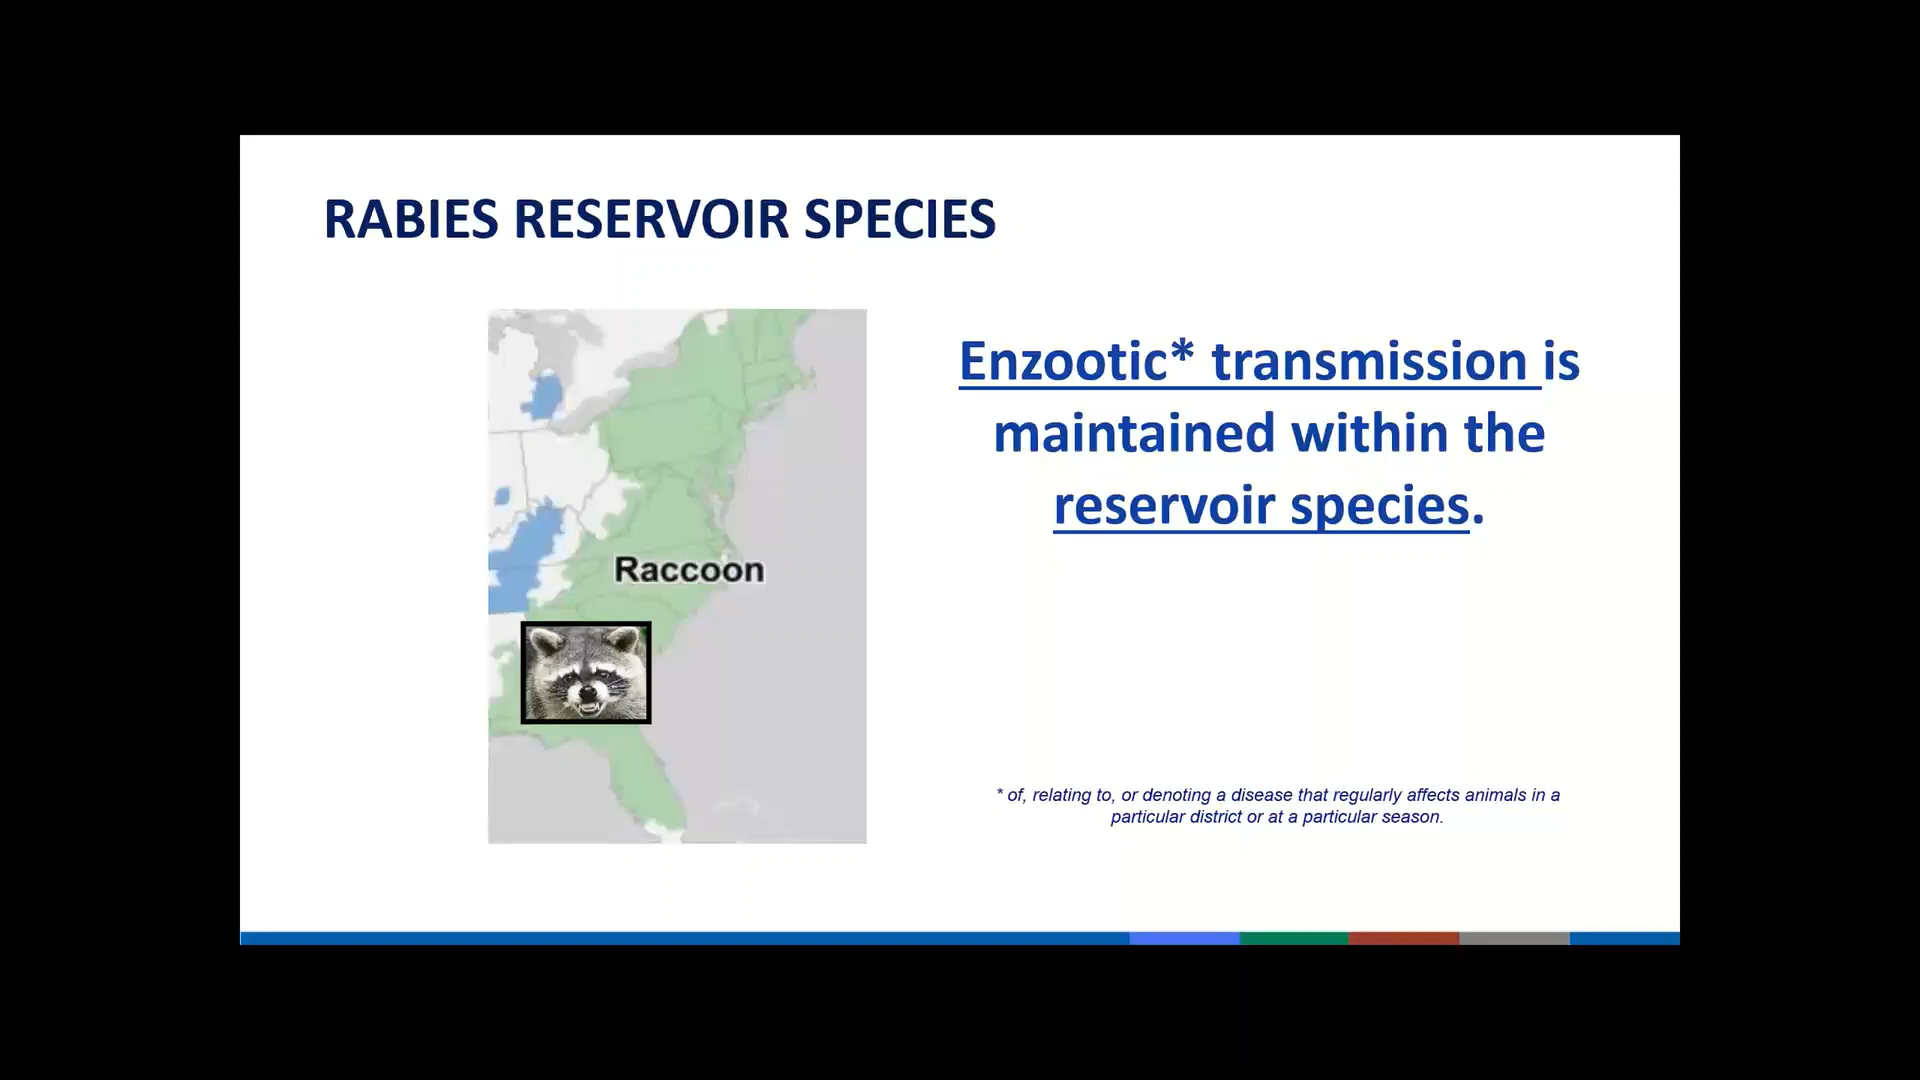 RABIES RESERVOIR SPECIES
Enzootic* transmission is
maintained within the
reservoir species.
Raccoon
* of, relating to, or denoting a disease that regularly affects animals in a
particular district or at a particular season.